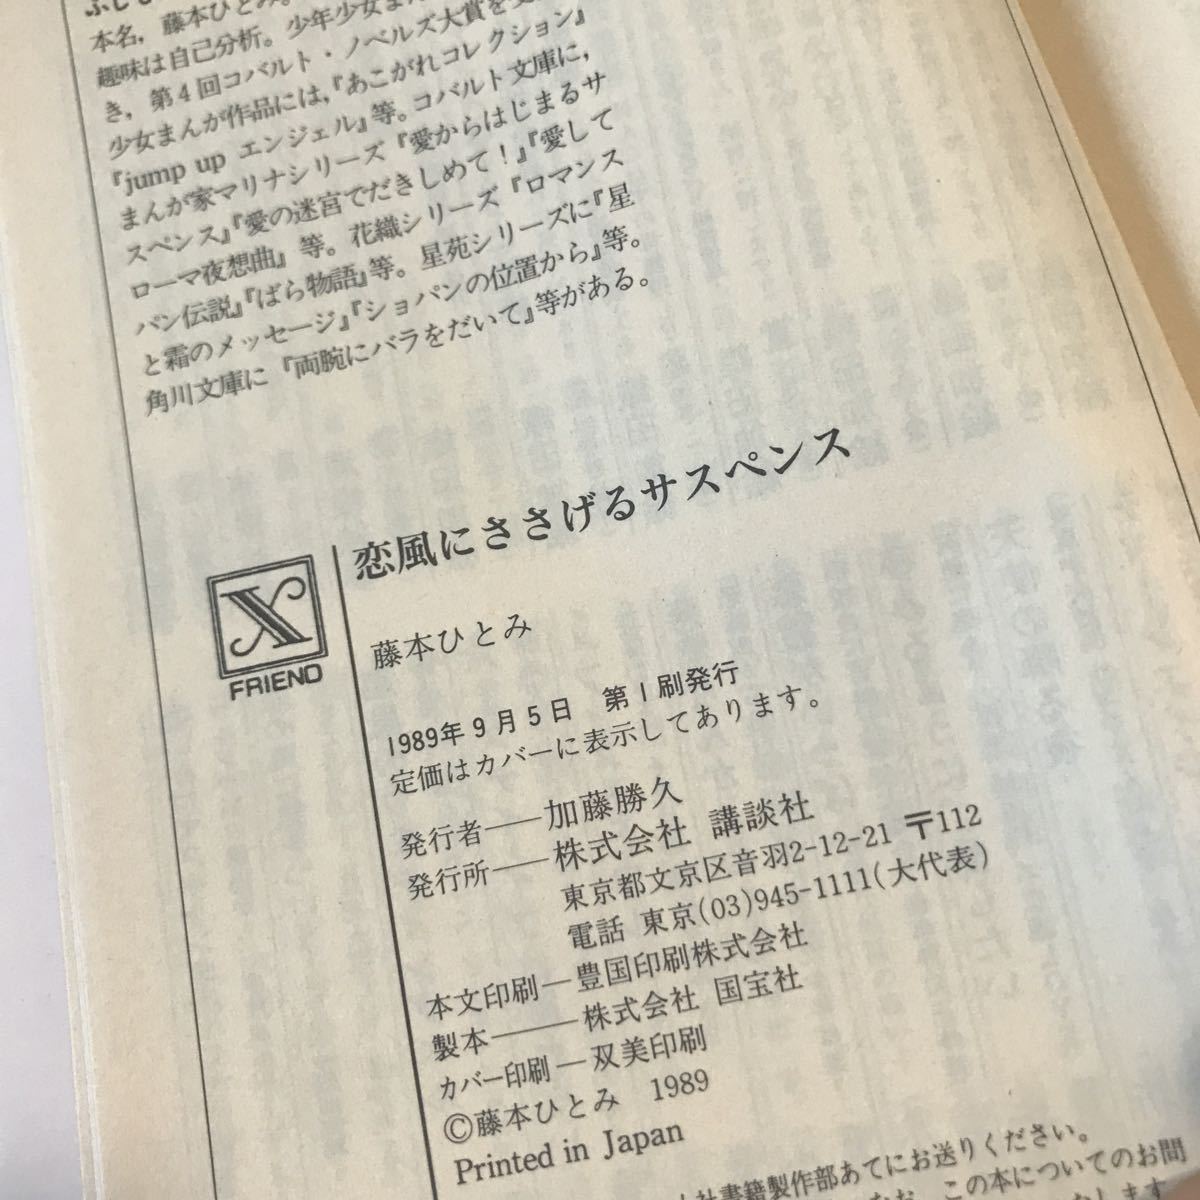 本名，藤本ひとみ。
趣味は自己分析。少年少女まん
き，第4回コバルト・ノベルズ大賞を受
少女まんが作品には，『あこがれコレクション』
『jump up エンジェル』等。コバルト文庫に，
まんが家マリナシリーズ『愛からはじまるサ
スペンス』『愛の迷宮でだきしめて！』『愛して
ローマ夜想曲』等。花織シリーズ『ロマンス
バン伝説』『ばら物語』等。星苑シリーズに『星
と霜のメッセージ』『ショパンの位置から』等。
角川文庫に『両腕にバラをだいて』等がある。
恋風にささげるサスペンス
X
FRIEND
藤本ひとみ
1989年9月5日 第1刷発行
定価はカバーに表示してあります。
発行者——加藤勝久
発行所——株式会社 講談社
東京都文京区音羽2-12-21 〒112
電話 東京(03)945-1111(大代表)
本文印刷—豊国印刷株式会社
製本———株式会社 国宝社
カバー印刷—双美印刷
©藤本ひとみ 1989
Printed in Japan
社書籍製作部あてにお送りください。
なお，この本についてのお問